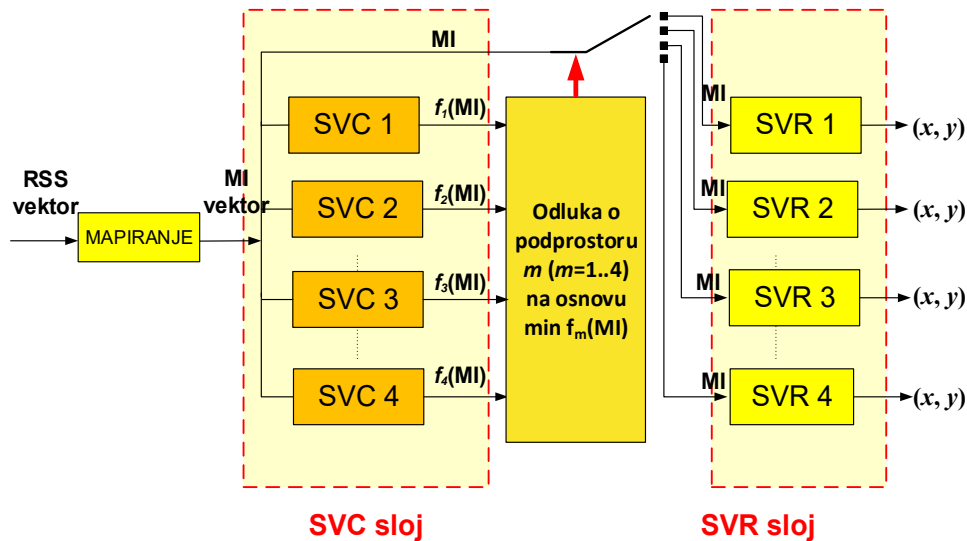 MI
RSS
vektor
MAPIRANJE
MI
vektor
SVC 1
f₁(MI)
SVC 2
f₂(MI)
SVC 3
f₃(MI)
SVC 4
f₄(MI)
Odluka o
podprostoru
m (m=1..4)
na osnovu
min fₘ(MI)
MI
SVR 1
(x, y)
MI
SVR 2
(x, y)
MI
SVR 3
(x, y)
MI
SVR 4
(x, y)
SVC sloj
SVR sloj